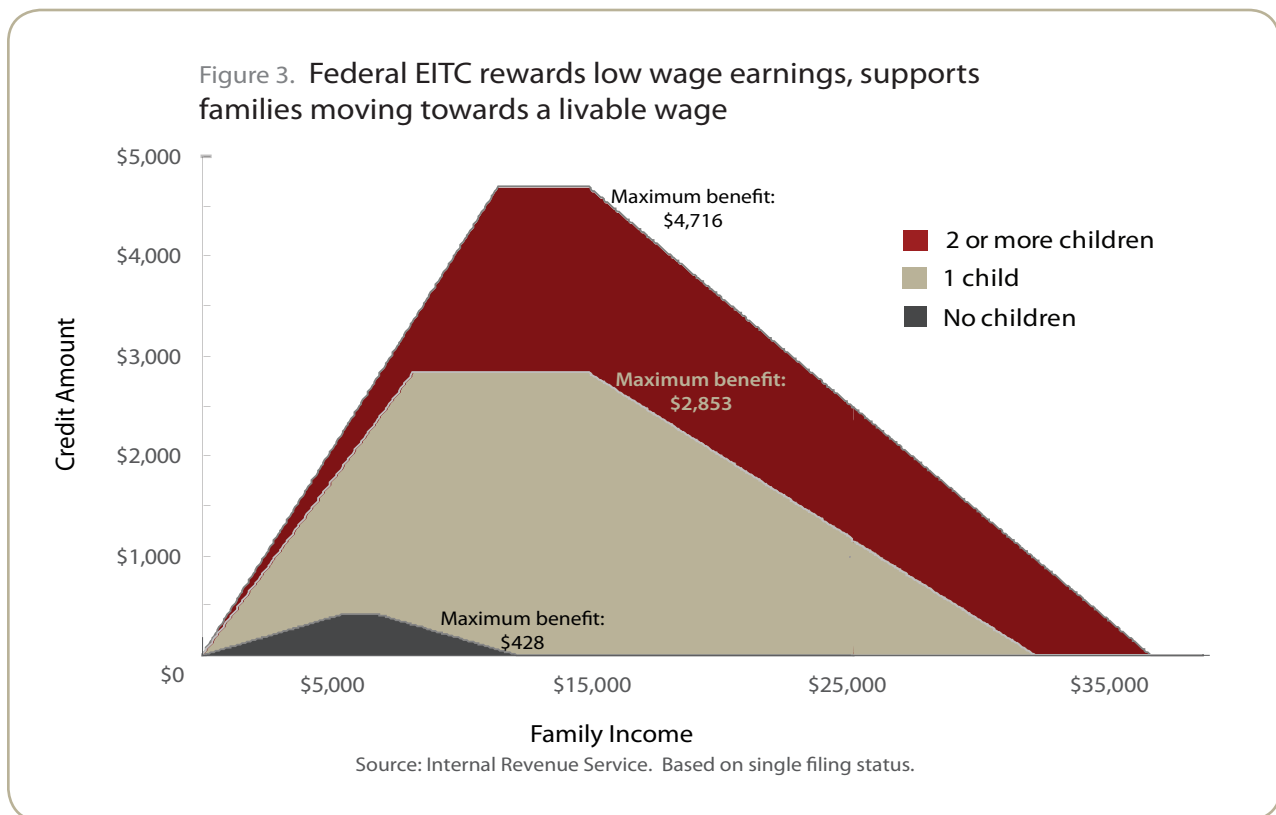 Figure 3. Federal EITC rewards low wage earnings, supports
families moving towards a livable wage
$5,000
$4,000
$3,000
$2,000
$1,000
$0
Credit Amount
Maximum benefit:
$4,716
Maximum benefit:
$2,853
Maximum benefit:
$428
2 or more children
1 child
No children
$5,000
$15,000
$25,000
$35,000
Family Income
Source: Internal Revenue Service. Based on single filing status.